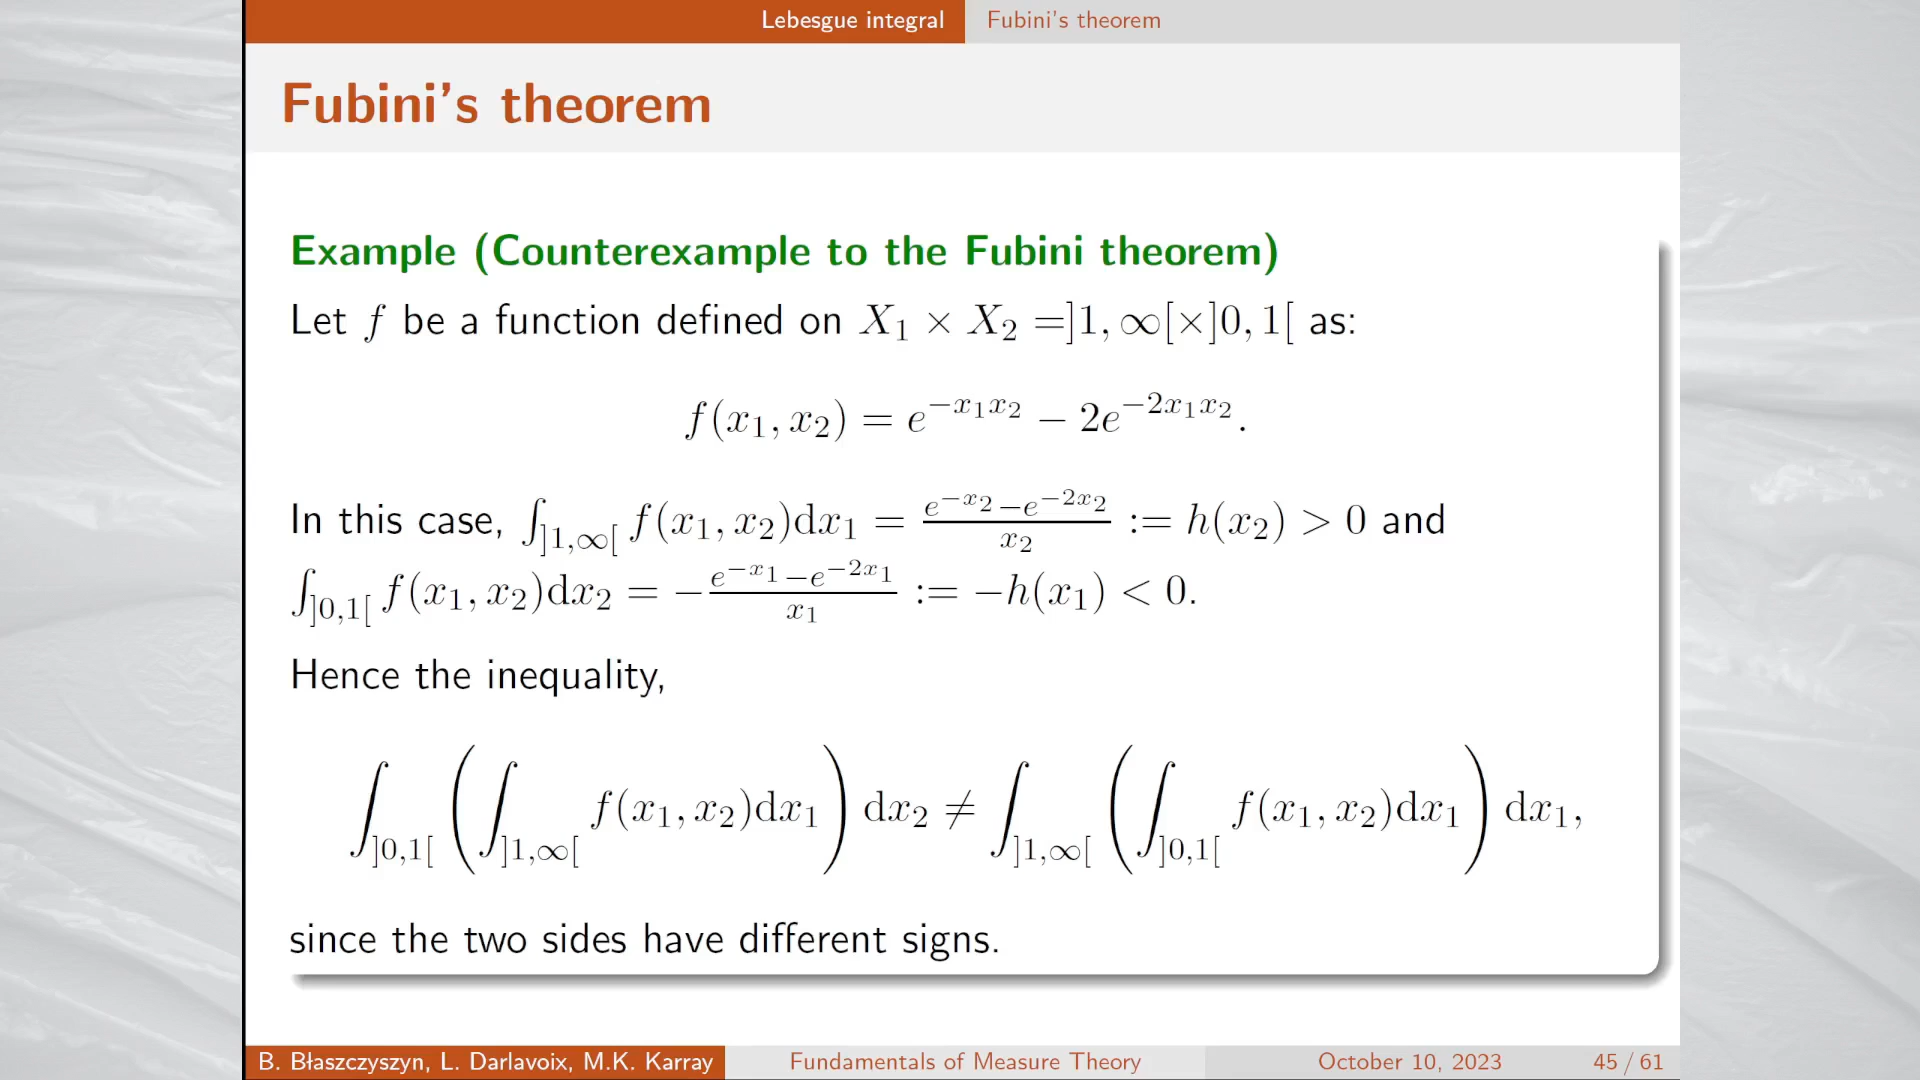 Lebesgue integral Fubini's theorem
Fubini's theorem
Example (Counterexample to the Fubini theorem)
Let f be a function defined on X₁ × X₂ =]1, ∞[×]0, 1[ as:
f(x₁, x₂) = e^{−x₁x₂} − 2e^{−2x₁x₂}.
In this case, ∫_{]1,∞[} f(x₁, x₂)dx₁ = \frac{e^{−x₂}−e^{−2x₂}}{x₂} := h(x₂) > 0 and
∫_{]0,1[} f(x₁, x₂)dx₂ = −\frac{e^{−x₁}−e^{−2x₁}}{x₁} := −h(x₁) < 0.
Hence the inequality,
∫_{]0,1[} (∫_{]1,∞[} f(x₁, x₂)dx₁) dx₂ ≠ ∫_{]1,∞[} (∫_{]0,1[} f(x₁, x₂)dx₁) dx₁,
since the two sides have different signs.
B. Błaszczyszyn, L. Darlavoix, M.K. Karray Fundamentals of Measure Theory October 10, 2023 45 / 61